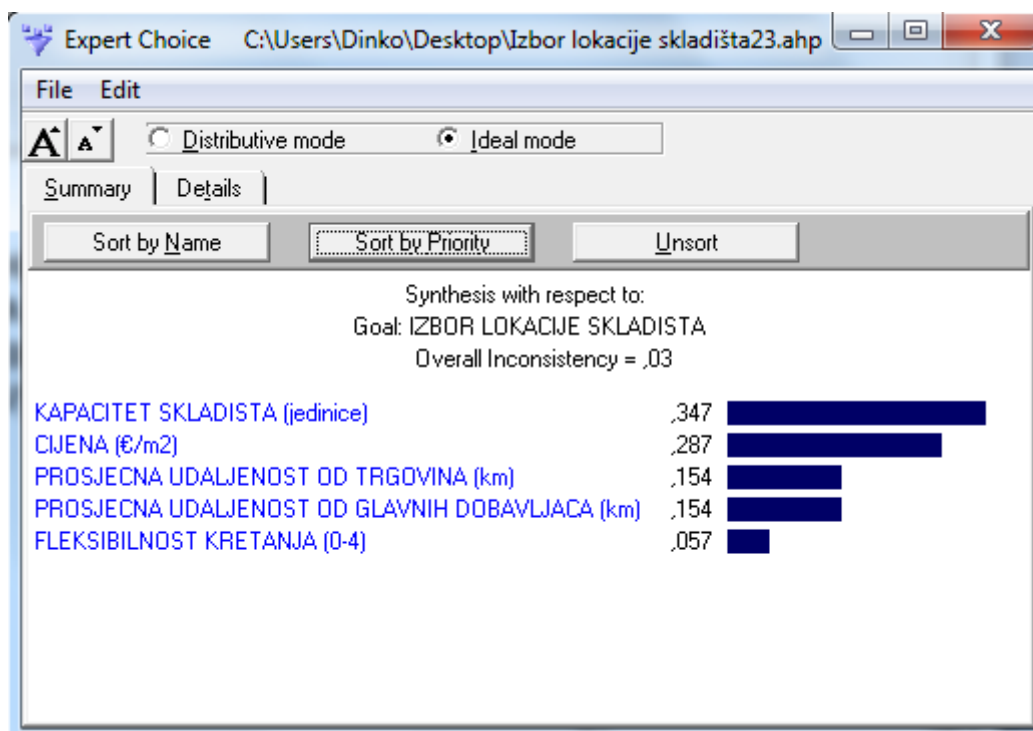 Expert Choice C:\Users\Dinko\Desktop\Izbor lokacije skladišta23.ahp
File Edit
A A Distributive mode Ideal mode
Summary Details
Sort by Name Sort by Priority Unsort
Synthesis with respect to:
Goal: IZBOR LOKACIJE SKLADISTA
Overall Inconsistency = ,03
KAPACITET SKLADISTA (jedinice) ,347
CIJENA (€/m2) ,287
PROSJECNA UDALJENOST OD TRGOVINA (km) ,154
PROSJECNA UDALJENOST OD GLAVNIH DOBAVLJACA (km) ,154
FLEKSIBILNOST KRETANJA (0-4) ,057